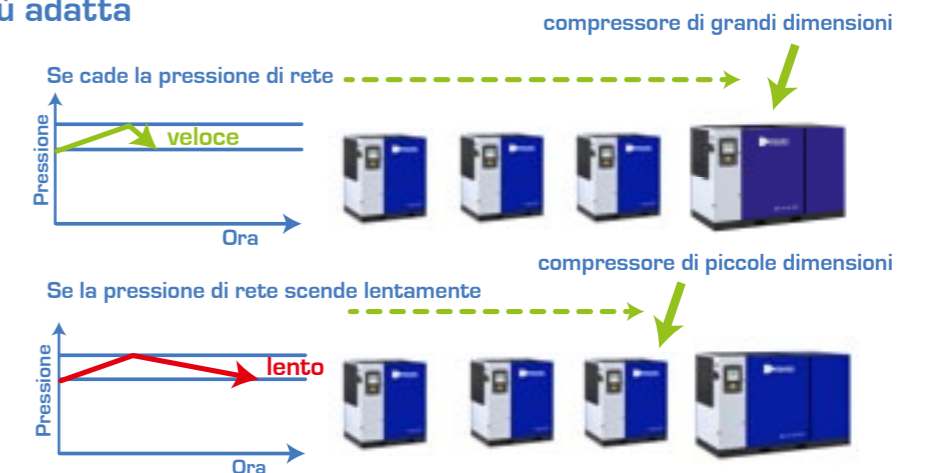 ù adatta
compressore di grandi dimensioni
Se cade la pressione di rete
Pressione
veloce
Ora
compressore di piccole dimensioni
Se la pressione di rete scende lentamente
Pressione
lento
Ora